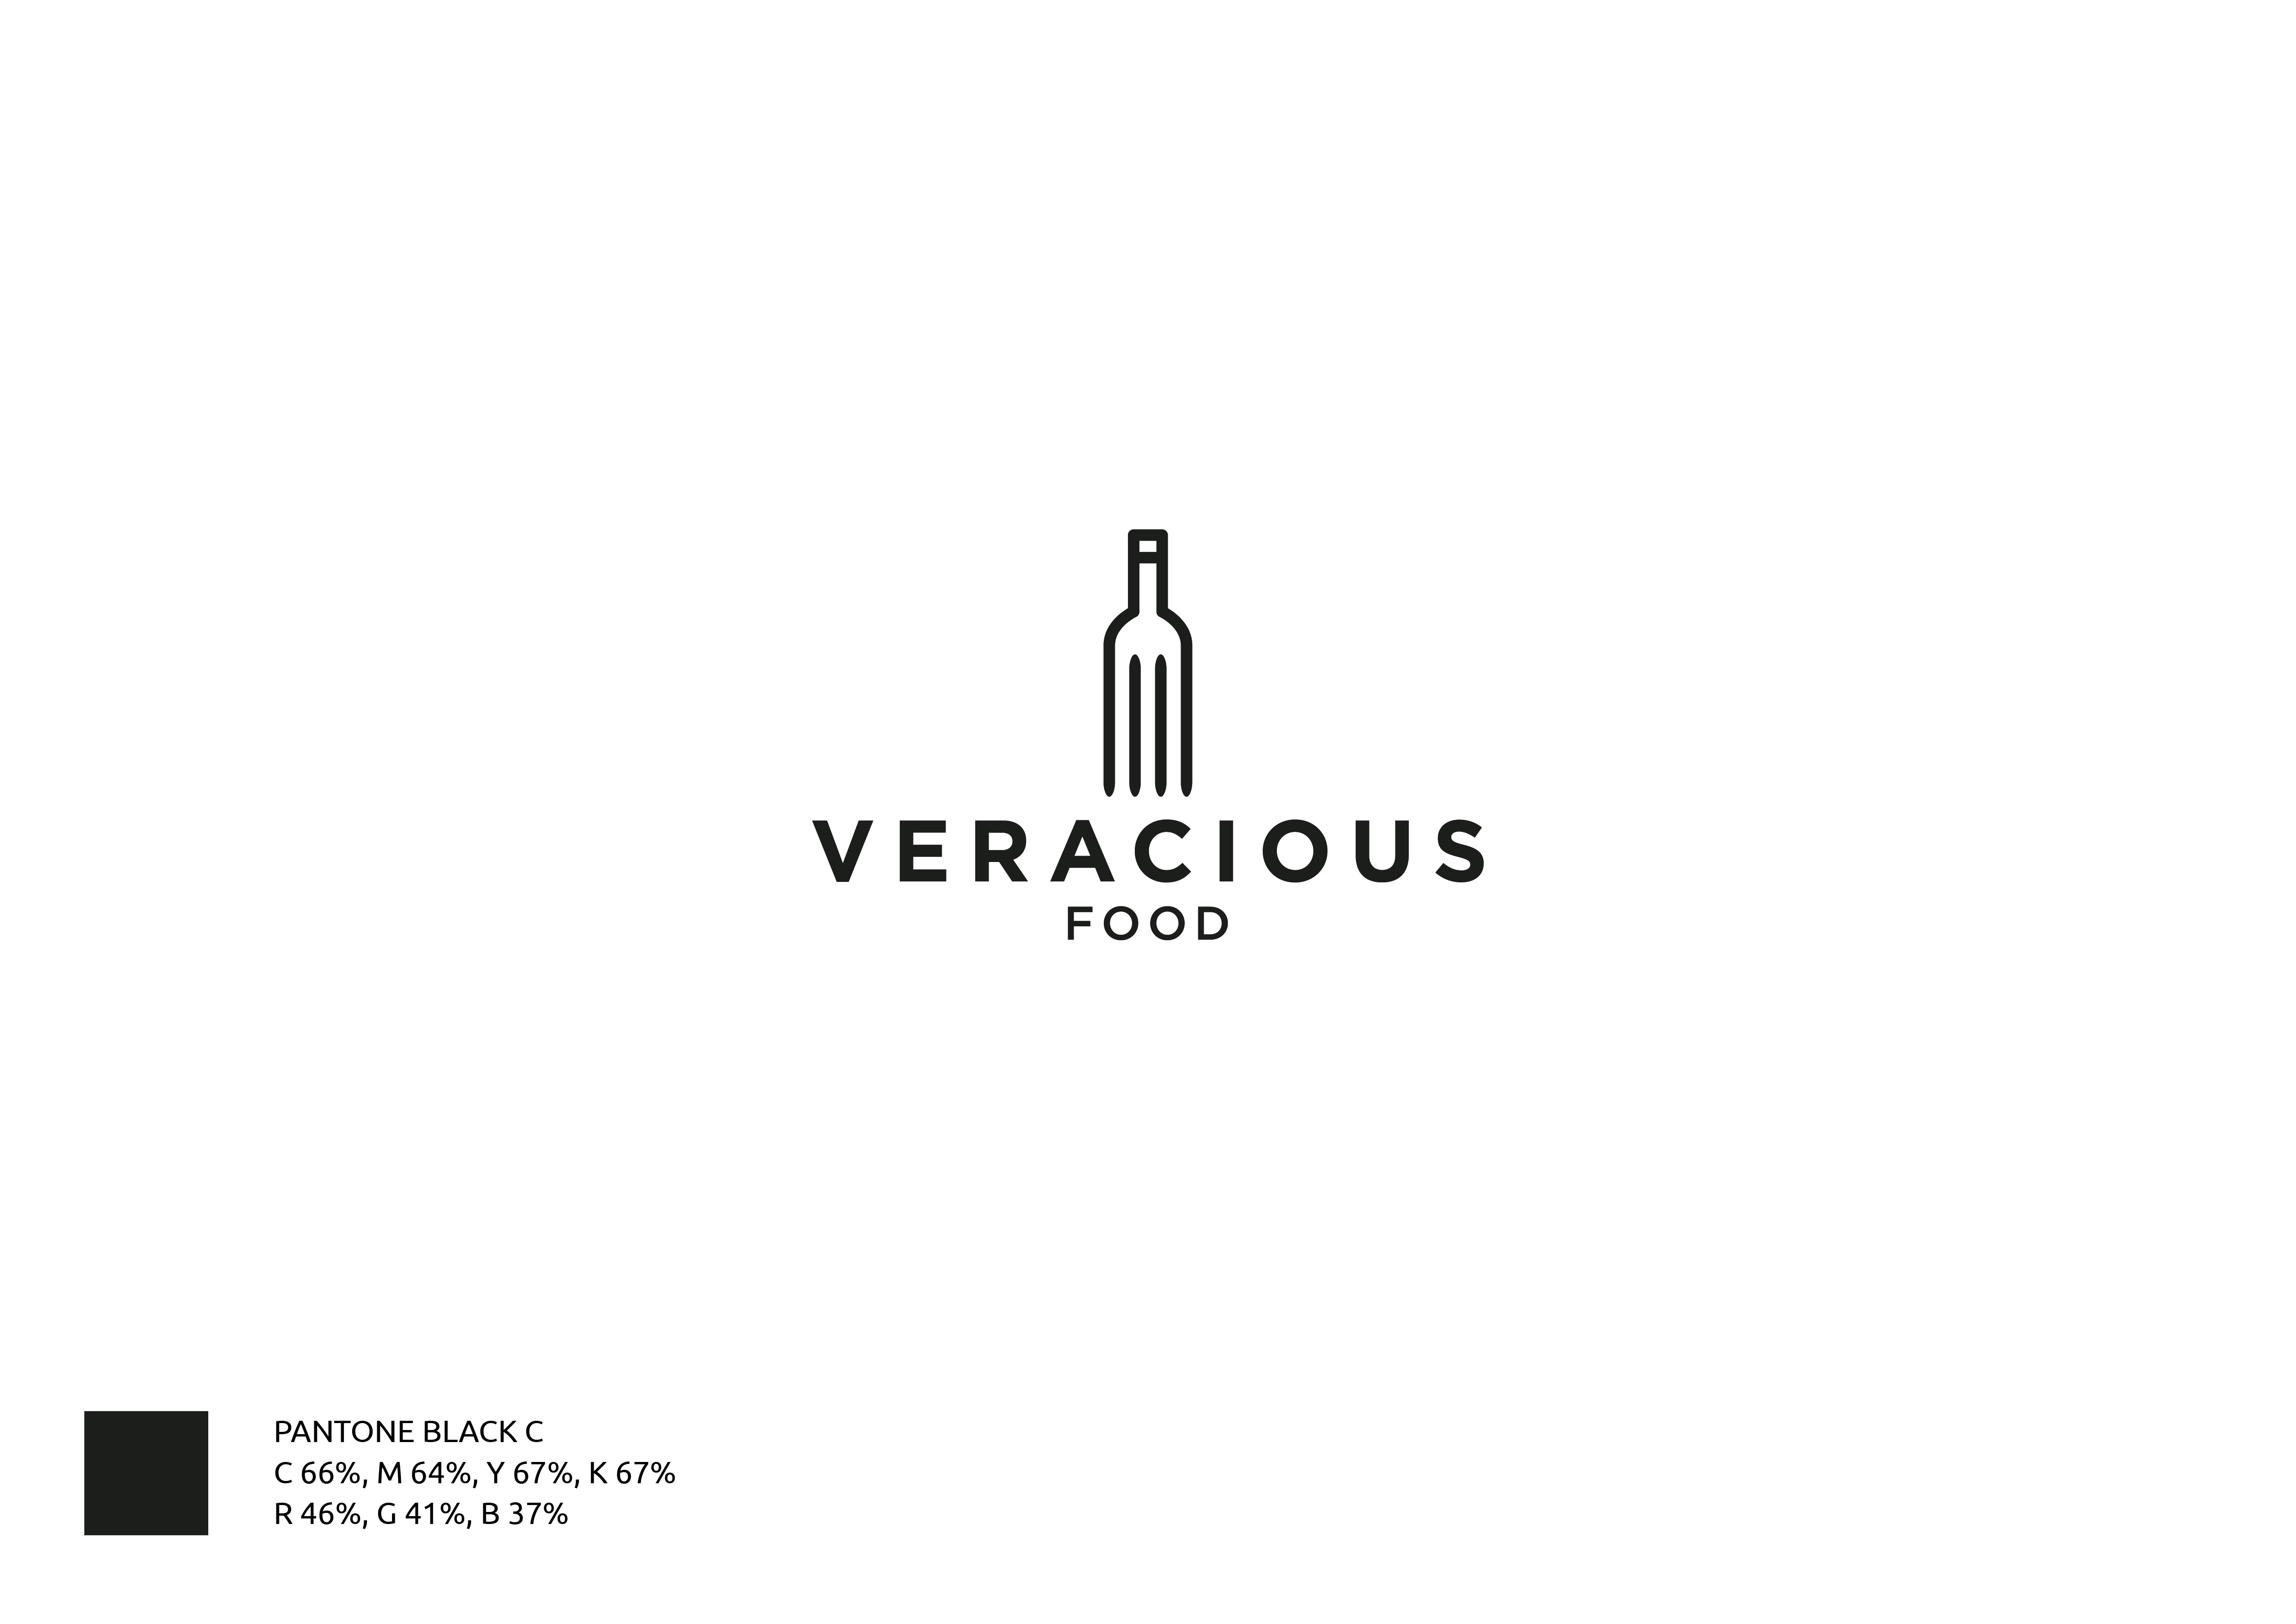 VERACIOUS
FOOD
PANTONE BLACK C
C 66%, M 64%, Y 67%, K 67%
R 46%, G 41%, B 37%